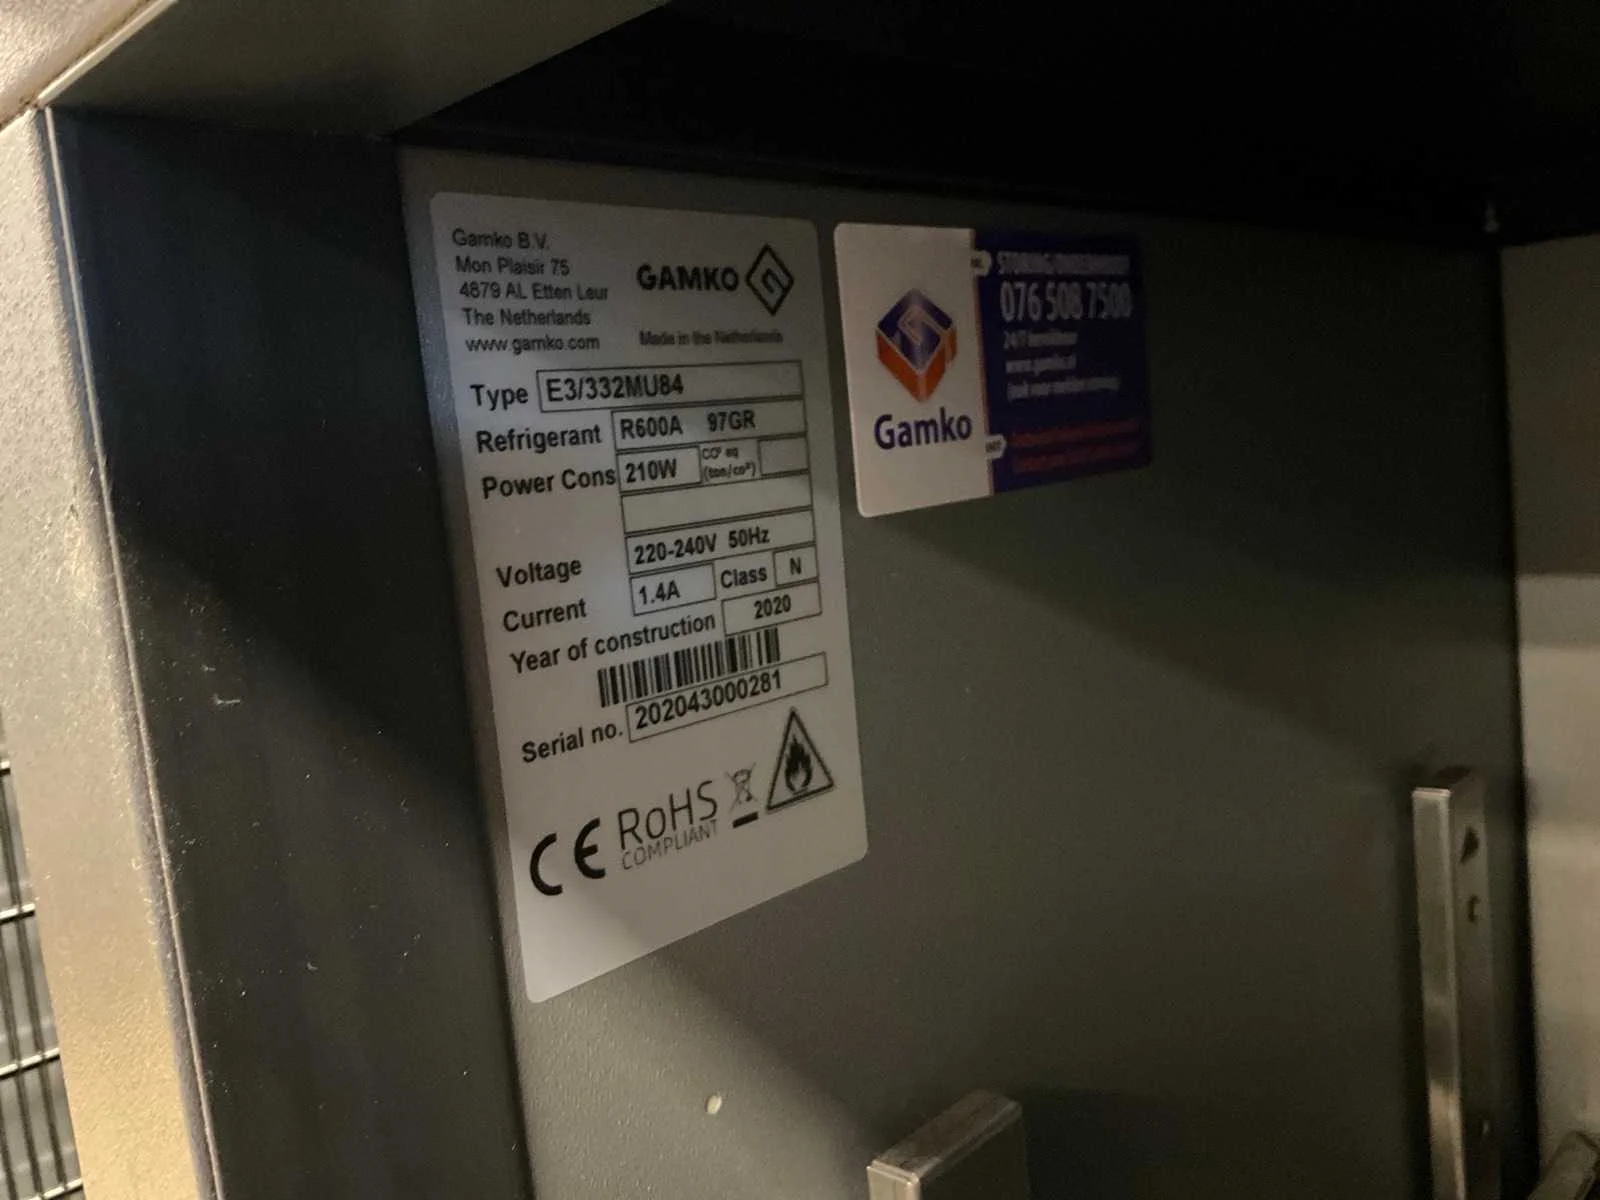 Gamko B.V.
Mon Plaisir 75
4879 AL Etten Leur
The Netherlands
www.gamko.com
GAMKO
Made in the Netherlands
Type E3/332MU84
Refrigerant R600A 97GR
Power Cons 210W CO² eq (ton/co²)
Voltage 220-240V 50Hz
Current 1.4A Class N
Year of construction 2020
Serial no. 202043000281
CE RoHS
COMPLIANT
Gamko
076 508 7500
24/7
www.gamko.nl